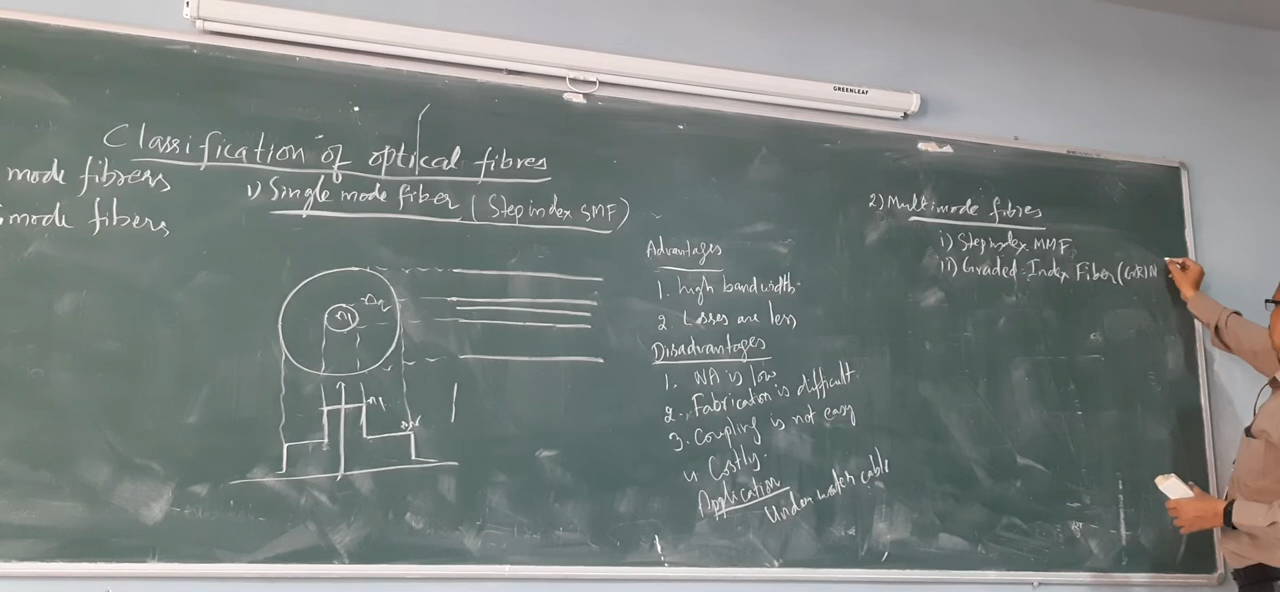 GREENLEAF
Classification of optical fibres
mode fibrers
mode fibers
1) Single mode fiber (Step index SMF)
n1
n2
n1
n2
Advantages
1. high bandwidth
2. Losses are less
Disadvantages
1. NA is low
2. Fabrication is difficult
3. Coupling is not easy
4 Costly.
Application
Under water cable
2) Multimode fibres
i) Step index MMF
ii) Graded-Index Fiber (GRIN